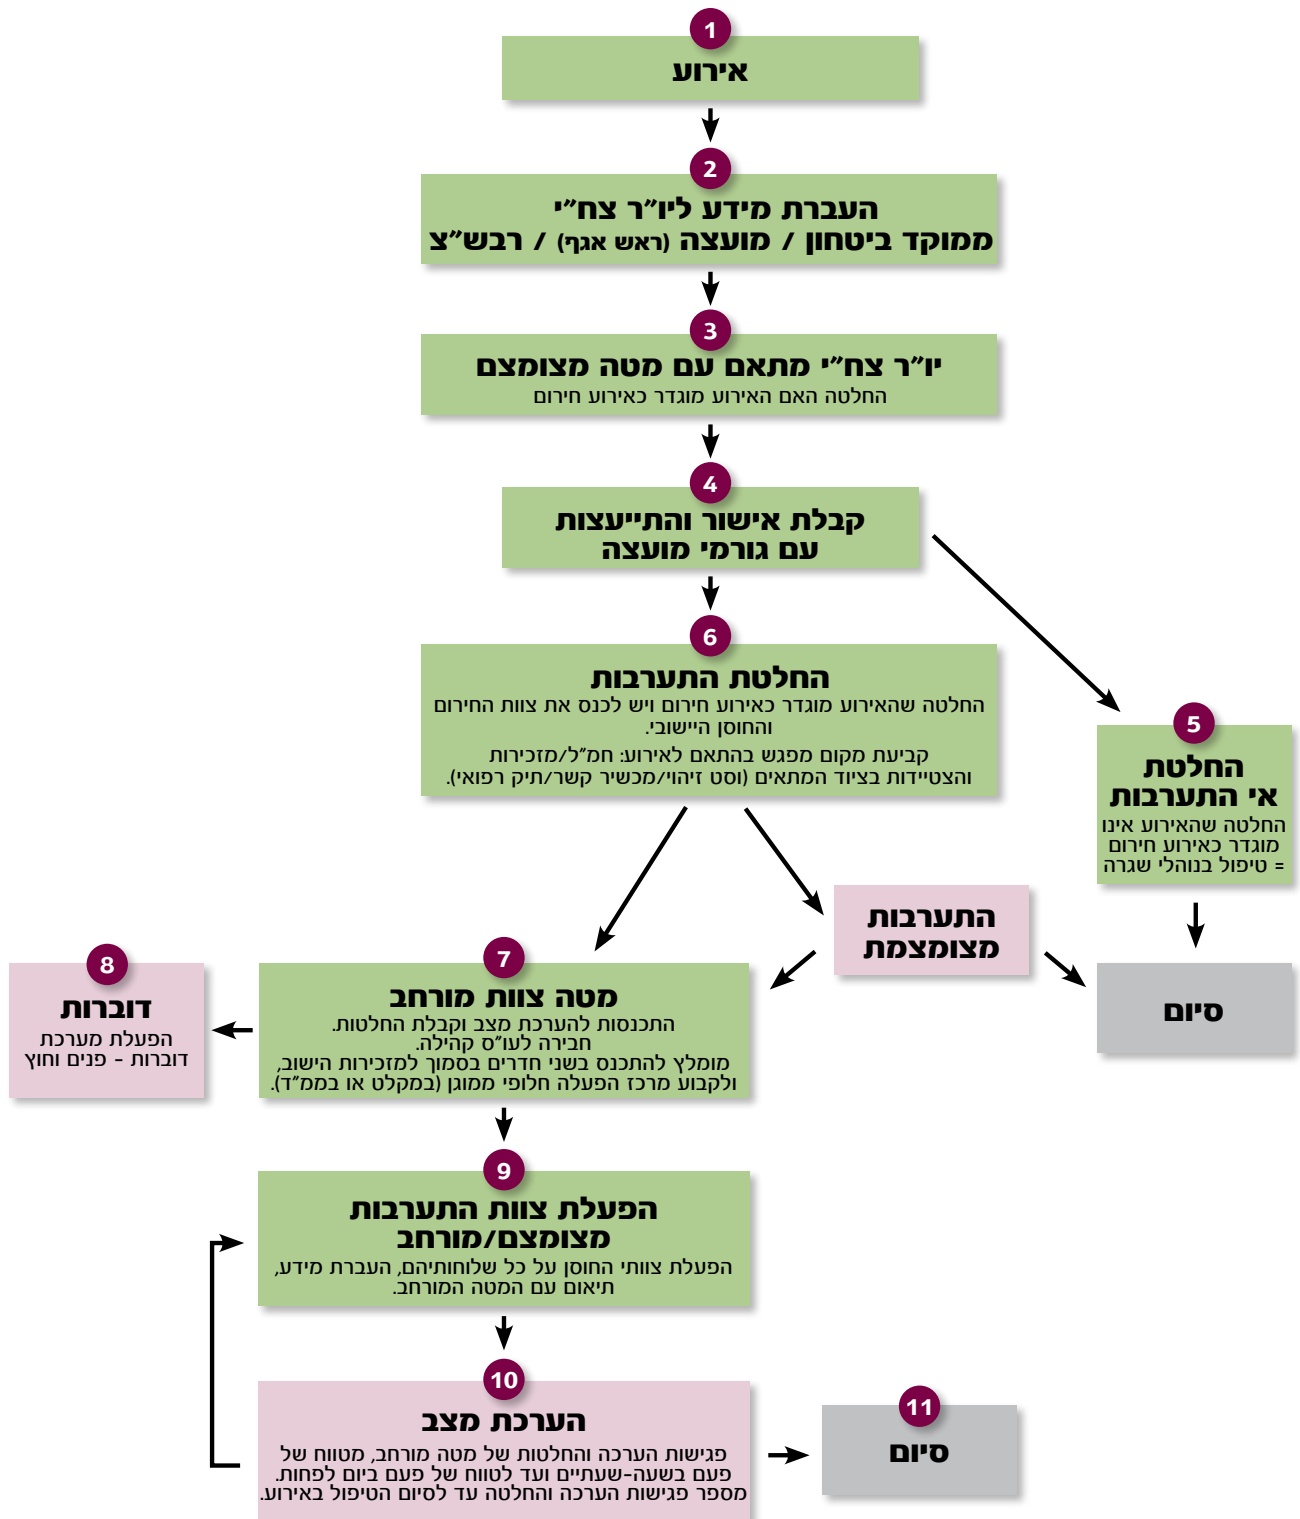 1
אירוע
2
העברת מידע ליו״ר צח״י
ממוקד ביטחון / מועצה (ראש אגף) / רבש״צ
3
יו״ר צח״י מתאם עם מטה מצומצם
החלטה האם האירוע מוגדר כאירוע חירום
4
קבלת אישור והתייעצות
עם גורמי מועצה
6
החלטת התערבות
החלטה שהאירוע מוגדר כאירוע חירום ויש לכנס את צוות החירום
והחוסן היישובי.
קביעת מקום מפגש בהתאם לאירוע: חמ״ל/מזכירות
והצטיידות בציוד המתאים (וסט זיהוי/מכשיר קשר/תיק רפואי).
5
החלטת
אי התערבות
החלטה שהאירוע אינו
מוגדר כאירוע חירום
= טיפול בנוהלי שגרה
התערבות
מצומצמת
סיום
7
מטה צוות מורחב
התכנסות להערכת מצב וקבלת החלטות.
חבירה לעו״ס קהילה.
מומלץ להתכנס בשני חדרים בסמוך למזכירות הישוב,
ולקבוע מרכז הפעלה חלופי ממוגן (במקלט או בממ״ד).
8
דוברות
הפעלת מערכת
דוברות - פנים וחוץ
9
הפעלת צוות התערבות
מצומצם/מורחב
הפעלת צוותי החוסן על כל שלוחותיהם, העברת מידע,
תיאום עם המטה המורחב.
10
הערכת מצב
פגישות הערכה והחלטות של מטה מורחב, מטווח של
פעם בשעה-שעתיים ועד לטווח של פעם ביום לפחות.
מספר פגישות הערכה והחלטה עד לסיום הטיפול באירוע.
11
סיום